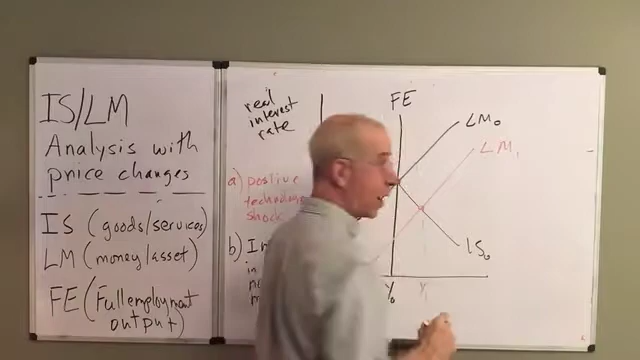 IS/LM
Analysis with
price changes
IS (goods/services)
LM (money/asset)
FE (Full employment
output)
real
interest
rate
a) positive
technology
shock
b)
FE
LM₀
LM₁
IS₀
Y₀
Y₁